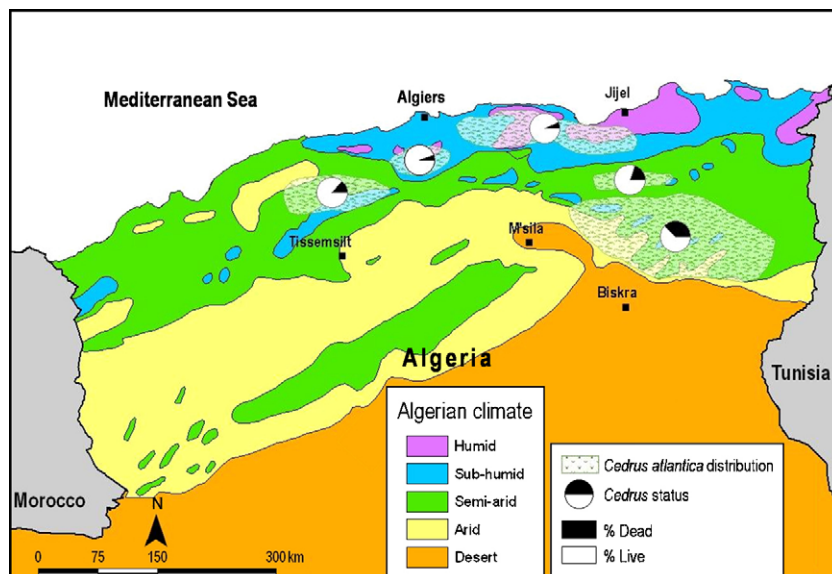 Mediterranean Sea
Algiers
Jijel
Tissemsilt
M'sila
Biskra
Algeria
Tunisia
Morocco
N
0 75 150 300 km
Algerian climate
Humid
Sub-humid
Semi-arid
Arid
Desert
Cedrus atlantica distribution
Cedrus status
% Dead
% Live